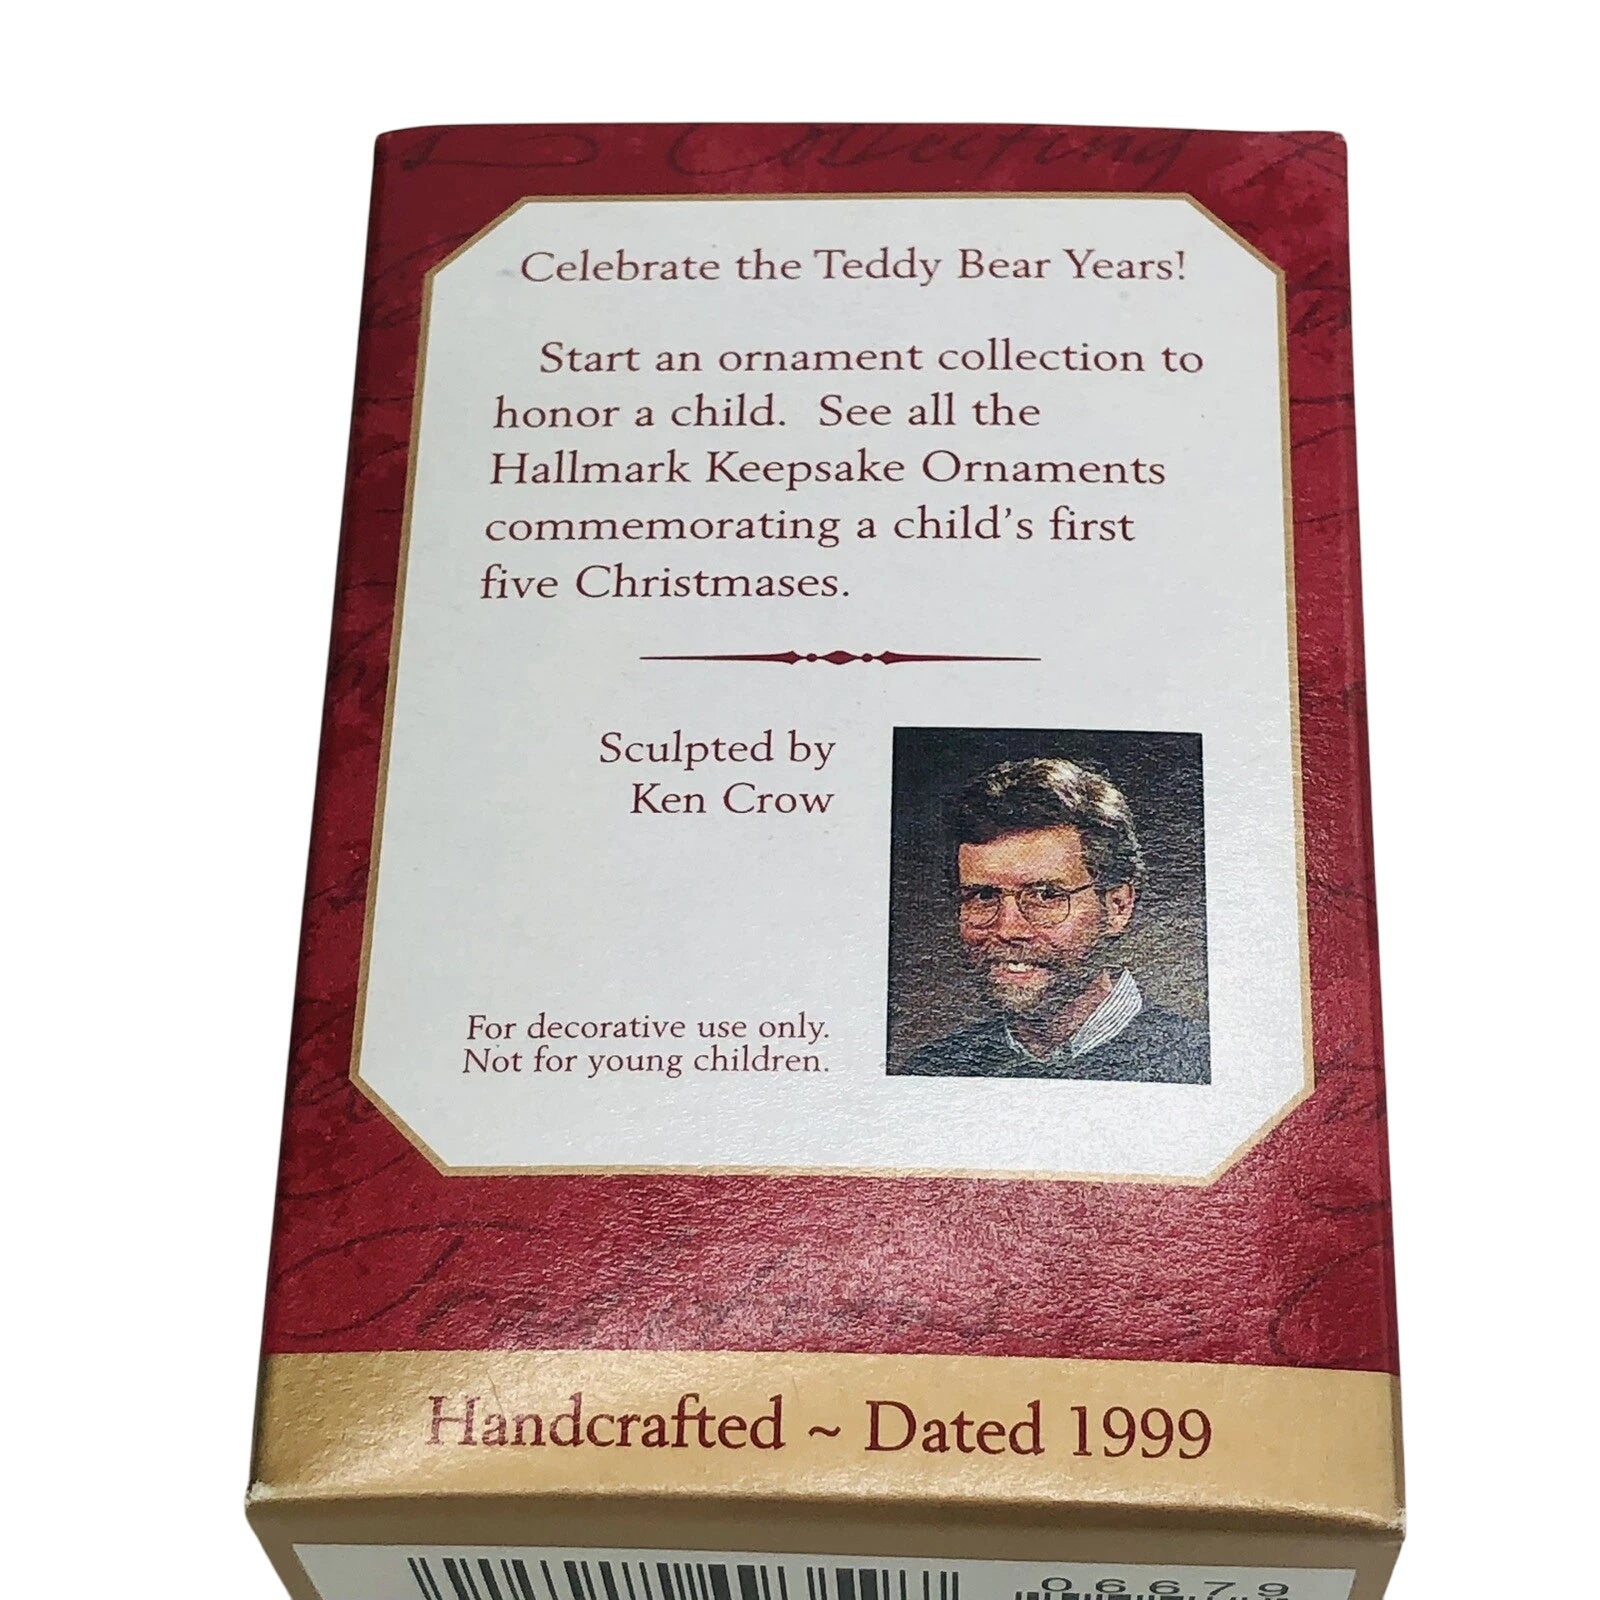 Collecting
Celebrate the Teddy Bear Years!
Start an ornament collection to
honor a child. See all the
Hallmark Keepsake Ornaments
commemorating a child's first
five Christmases.
Sculpted by
Ken Crow
For decorative use only.
Not for young children.
Handcrafted ~ Dated 1999
06679